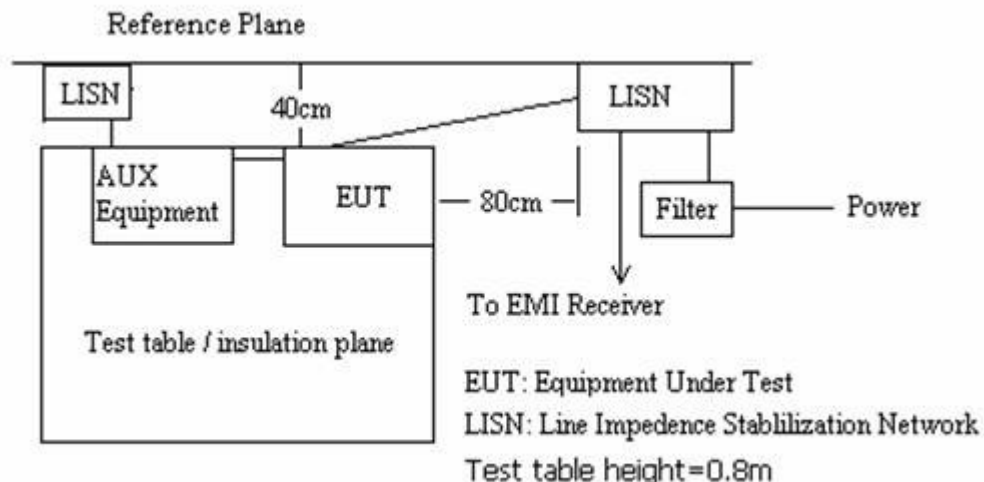 Reference Plane
LISN
40cm
LISN
AUX
Equipment
EUT
80cm
Filter
Power
To EMI Receiver
Test table / insulation plane
EUT: Equipment Under Test
LISN: Line Impedence Stablilization Network
Test table height=0.8m